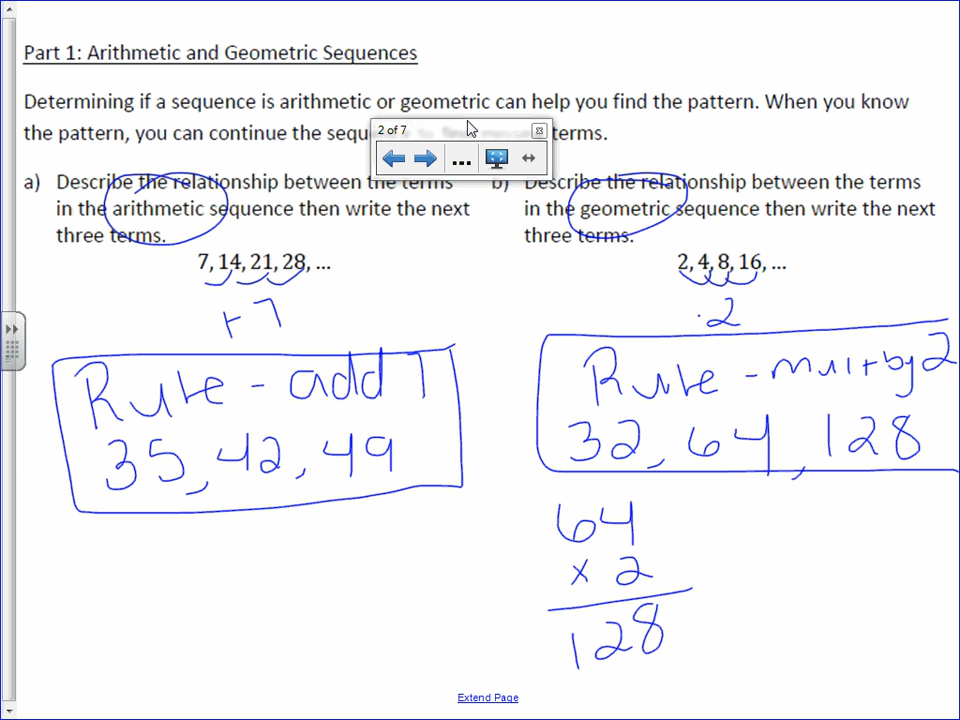 Part 1: Arithmetic and Geometric Sequences
Determining if a sequence is arithmetic or geometric can help you find the pattern. When you know
the pattern, you can continue the sequ terms.
2 of 7
a) Describe the relationship between the terms
in the arithmetic sequence then write the next
three terms.
7, 14, 21, 28, ...
+7
Rule - add 7
35, 42, 49
b) Describe the relationship between the terms
in the geometric sequence then write the next
three terms.
2, 4, 8, 16, ...
·2
Rule - mult by 2
32, 64, 128
64
x 2
128
Extend Page